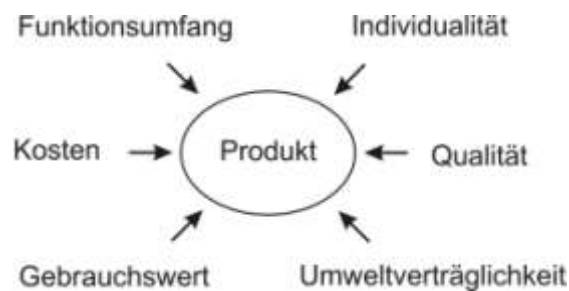 Funktionsumfang Individualität
Kosten Produkt Qualität
Gebrauchswert Umweltverträglichkeit